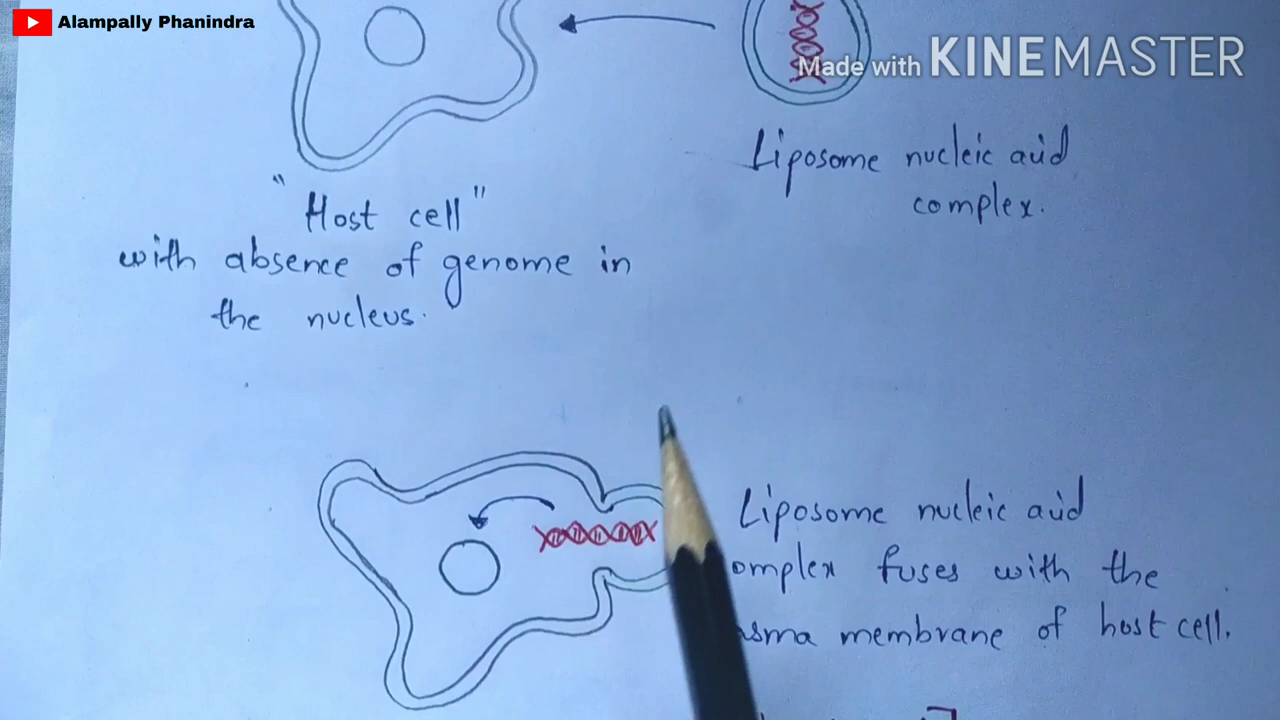 Alampally Phanindra
Made with KINEMASTER
Liposome nucleic acid
complex.
"Host cell"
with absence of genome in
the nucleus.
Liposome nucleic acid
omplex fuses with the
asma membrane of host cell.